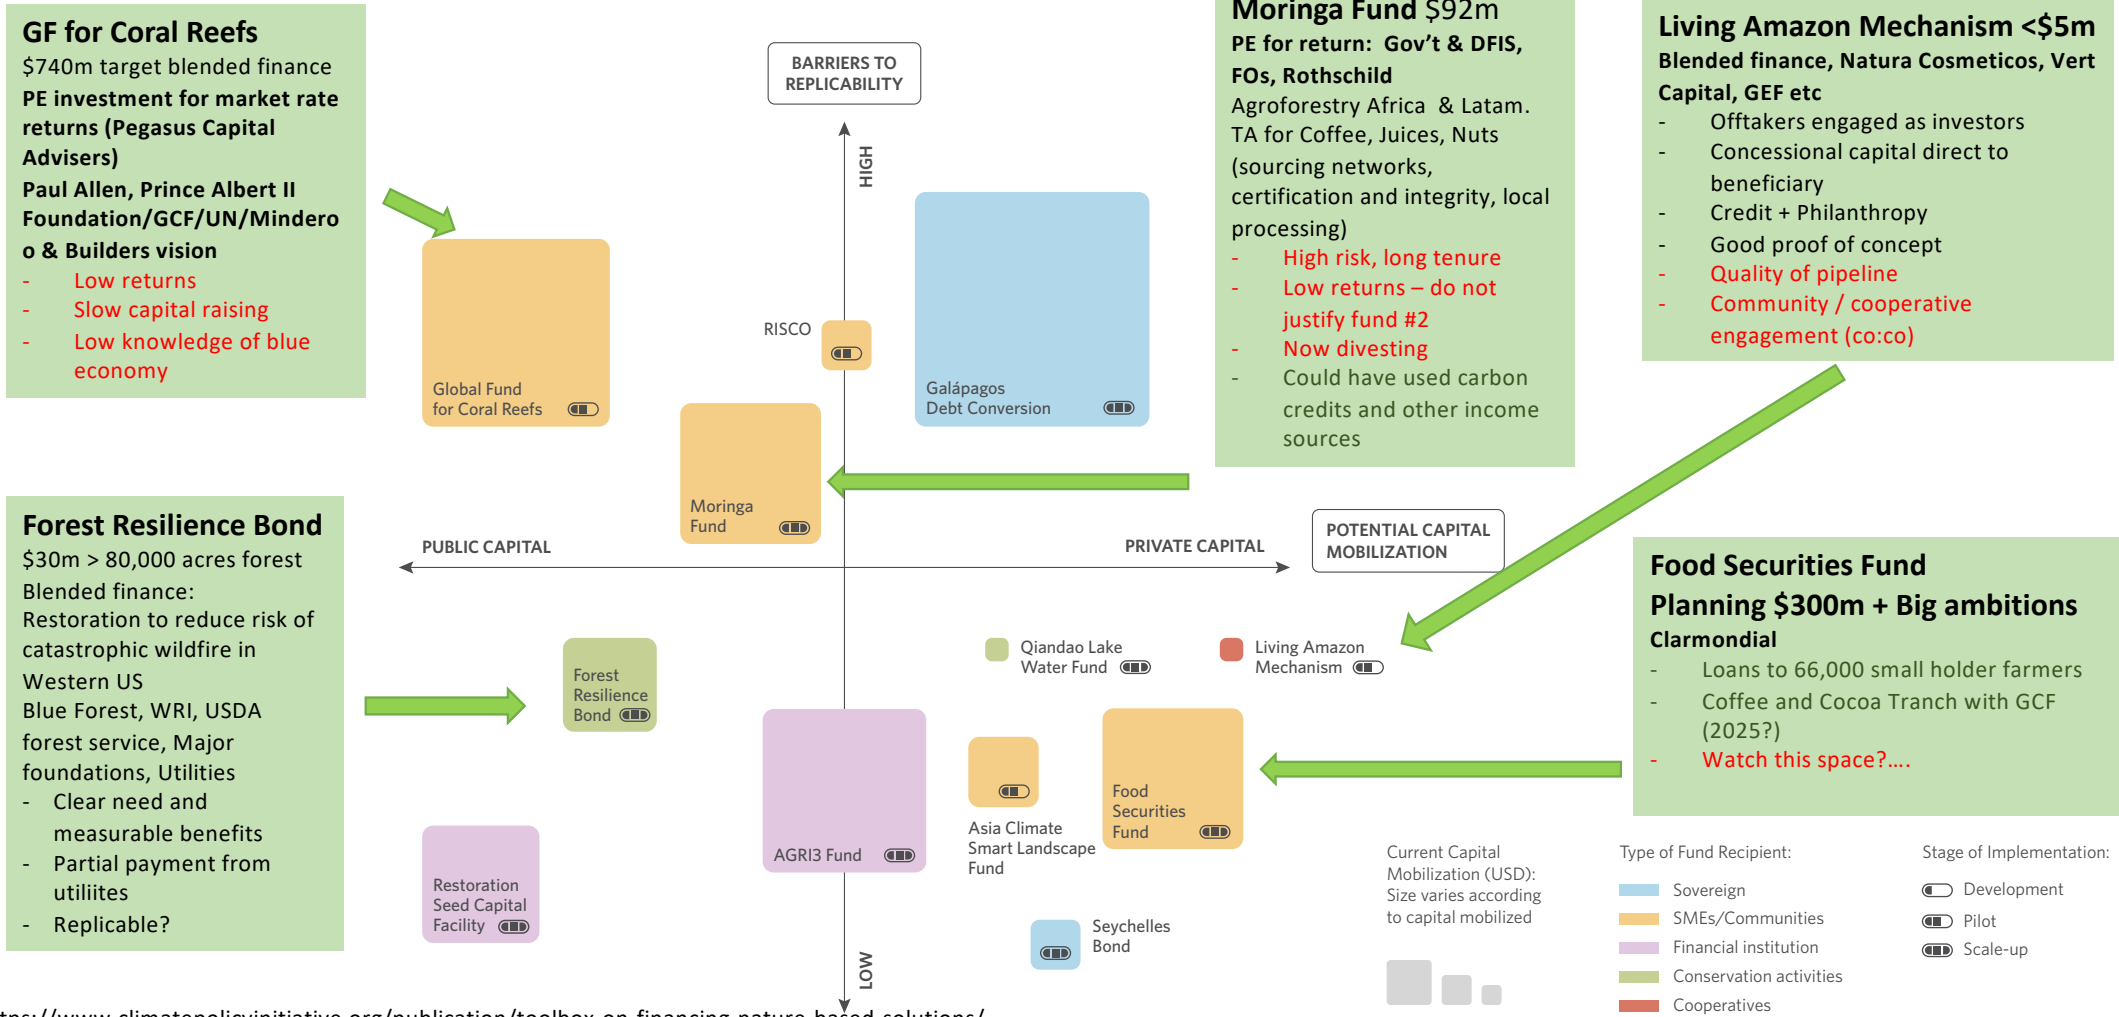 GF for Coral Reefs
$740m target blended finance
PE investment for market rate
returns (Pegasus Capital
Advisers)
Paul Allen, Prince Albert II
Foundation/GCF/UN/Mindero
o & Builders vision
- Low returns
- Slow capital raising
- Low knowledge of blue
economy
Forest Resilience Bond
$30m > 80,000 acres forest
Blended finance:
Restoration to reduce risk of
catastrophic wildfire in
Western US
Blue Forest, WRI, USDA
forest service, Major
foundations, Utilities
- Clear need and
measurable benefits
- Partial payment from
utiliites
- Replicable?
BARRIERS TO
REPLICABILITY
HIGH
RISCO
Global Fund
for Coral Reefs
Galápagos
Debt Conversion
Moringa
Fund
PUBLIC CAPITAL
PRIVATE CAPITAL
POTENTIAL CAPITAL
MOBILIZATION
Forest
Resilience
Bond
Qiandao Lake
Water Fund
Living Amazon
Mechanism
AGRI3 Fund
Asia Climate
Smart Landscape
Fund
Food
Securities
Fund
Restoration
Seed Capital
Facility
Seychelles
Bond
LOW
Moringa Fund $92m
PE for return: Gov't & DFIS,
FOs, Rothschild
Agroforestry Africa & Latam.
TA for Coffee, Juices, Nuts
(sourcing networks,
certification and integrity, local
processing)
- High risk, long tenure
- Low returns – do not
justify fund #2
- Now divesting
- Could have used carbon
credits and other income
sources
Living Amazon Mechanism <$5m
Blended finance, Natura Cosmeticos, Vert
Capital, GEF etc
- Offtakers engaged as investors
- Concessional capital direct to
beneficiary
- Credit + Philanthropy
- Good proof of concept
- Quality of pipeline
- Community / cooperative
engagement (co:co)
Food Securities Fund
Planning $300m + Big ambitions
Clarmondial
- Loans to 66,000 small holder farmers
- Coffee and Cocoa Tranch with GCF
(2025?)
- Watch this space?....
Current Capital
Mobilization (USD):
Size varies according
to capital mobilized
Type of Fund Recipient:
Sovereign
SMEs/Communities
Financial institution
Conservation activities
Cooperatives
Stage of Implementation:
Development
Pilot
Scale-up
tps://www.climatepolicyinitiative.org/publication/toolbox-on-financing-nature-based-solutions/